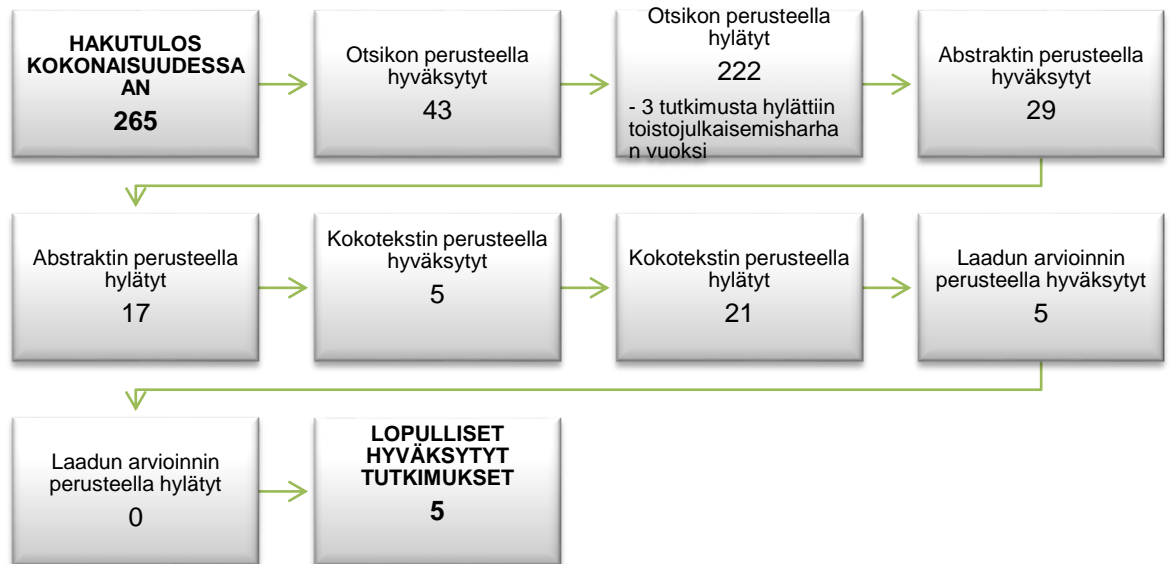 HAKUTULOS
KOKONAISUUDESSA
AN
265
Otsikon perusteella
hyväksytyt
43
Otsikon perusteella
hylätyt
222
- 3 tutkimusta hylättiin
toistojulkaisemisharha
n vuoksi
Abstraktin perusteella
hyväksytyt
29
Abstraktin perusteella
hylätyt
17
Kokotekstin perusteella
hyväksytyt
5
Kokotekstin perusteella
hylätyt
21
Laadun arvioinnin
perusteella hyväksytyt
5
Laadun arvioinnin
perusteella hylätyt
0
LOPULLISET
HYVÄKSYTYT
TUTKIMUKSET
5